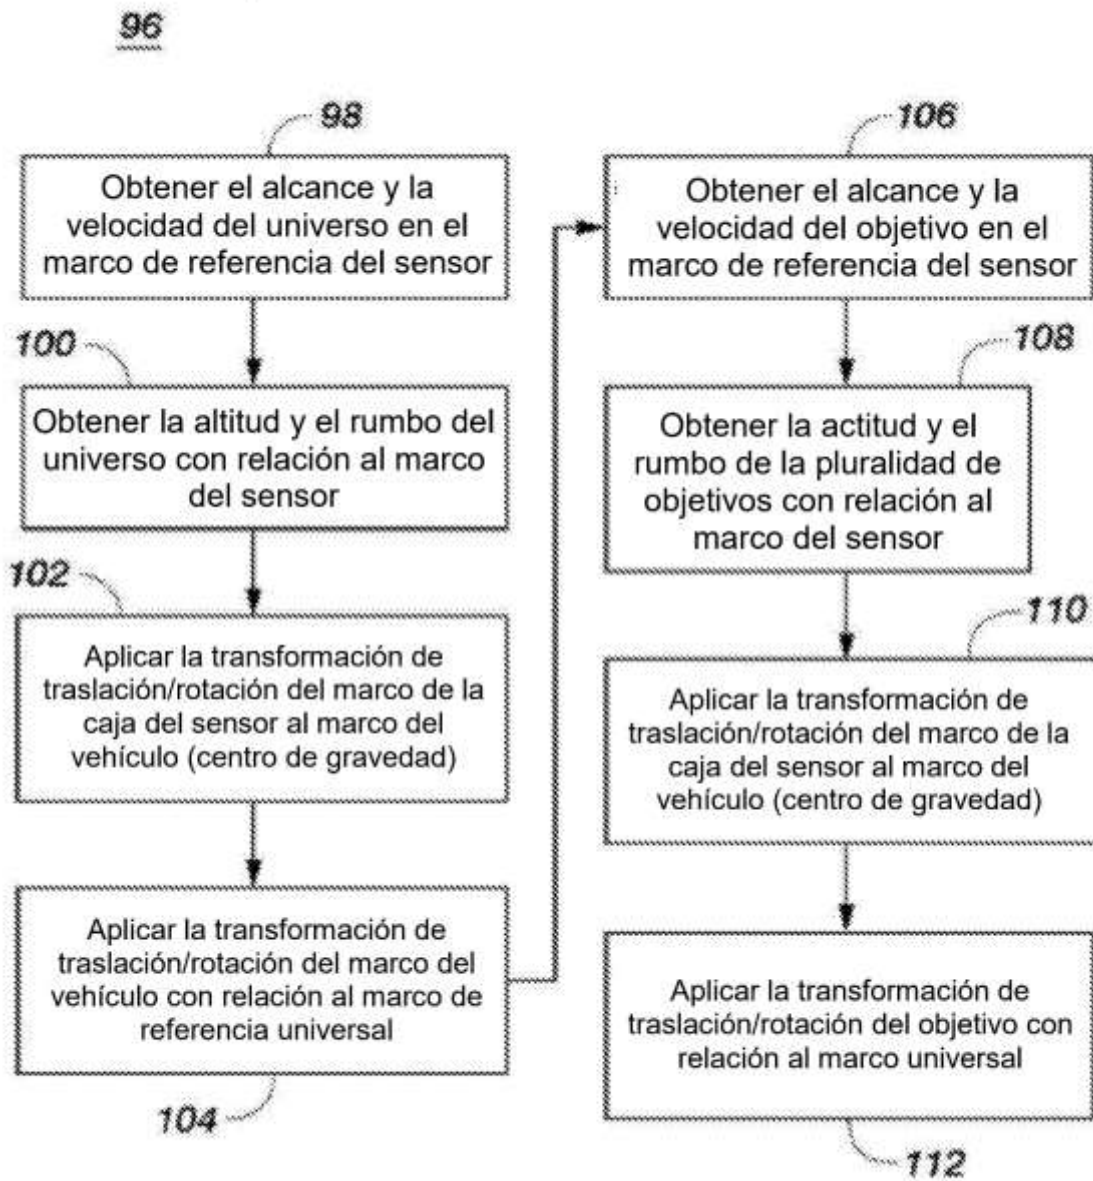 96
98
Obtener el alcance y la
velocidad del universo en el
marco de referencia del sensor
100
Obtener la altitud y el rumbo del
universo con relación al marco
del sensor
102
Aplicar la transformación de
traslación/rotación del marco de la
caja del sensor al marco del
vehículo (centro de gravedad)
Aplicar la transformación de
traslación/rotación del marco del
vehículo con relación al marco de
referencia universal
104
106
Obtener el alcance y la
velocidad del objetivo en el
marco de referencia del sensor
108
Obtener la actitud y el
rumbo de la pluralidad de
objetivos con relación al
marco del sensor
110
Aplicar la transformación de
traslación/rotación del marco de la
caja del sensor al marco del
vehículo (centro de gravedad)
Aplicar la transformación de
traslación/rotación del objetivo con
relación al marco universal
112